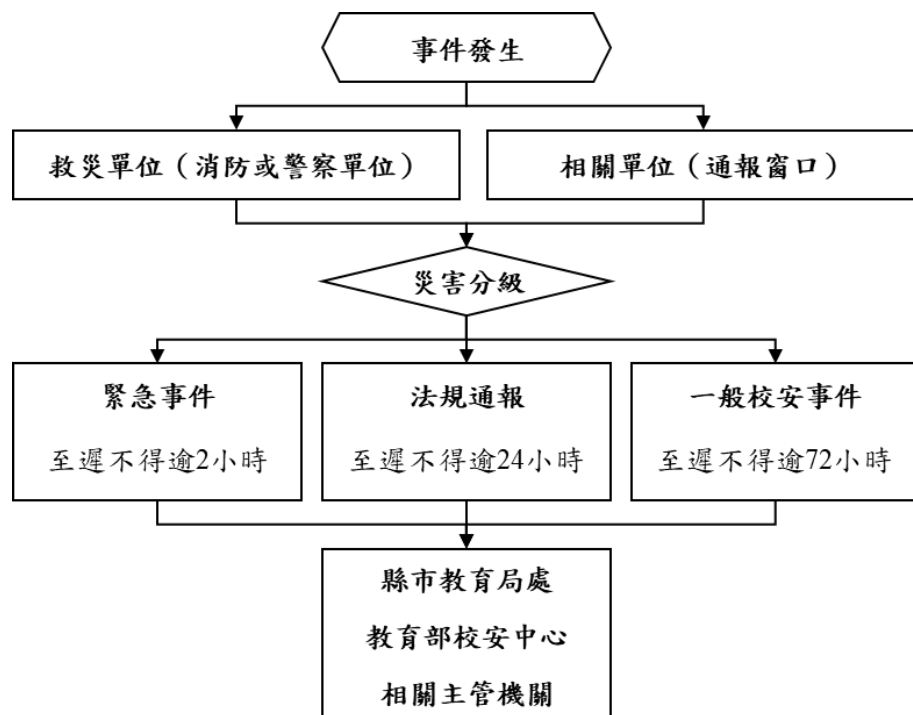 事件發生
救災單位（消防或警察單位）
相關單位（通報窗口）
災害分級
緊急事件
至遲不得逾2小時
法規通報
至遲不得逾24小時
一般校安事件
至遲不得逾72小時
縣市教育局處
教育部校安中心
相關主管機關